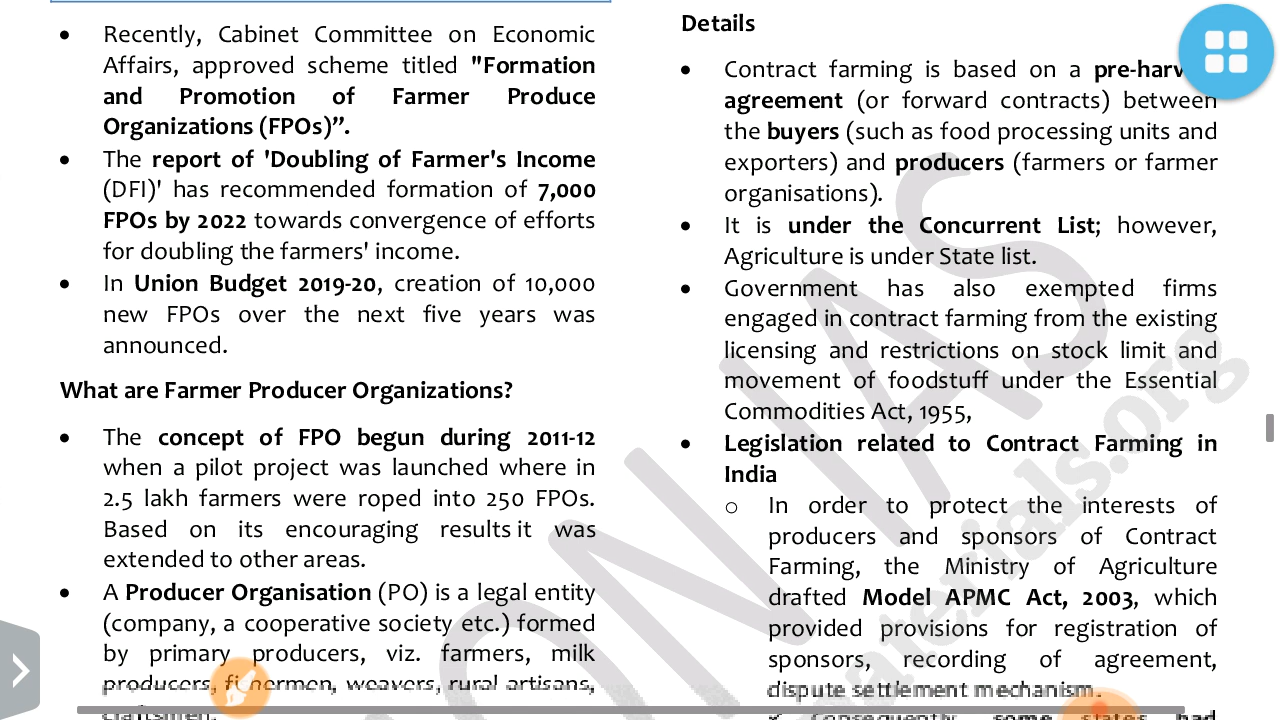 • Recently, Cabinet Committee on Economic
Affairs, approved scheme titled "Formation
and Promotion of Farmer Produce
Organizations (FPOs)”.
• The report of 'Doubling of Farmer's Income
(DFI)' has recommended formation of 7,000
FPOs by 2022 towards convergence of efforts
for doubling the farmers' income.
• In Union Budget 2019-20, creation of 10,000
new FPOs over the next five years was
announced.
What are Farmer Producer Organizations?
• The concept of FPO begun during 2011-12
when a pilot project was launched where in
2.5 lakh farmers were roped into 250 FPOs.
Based on its encouraging results it was
extended to other areas.
• A Producer Organisation (PO) is a legal entity
(company, a cooperative society etc.) formed
by primary producers, viz. farmers, milk
producers, fishermen, weavers, rural artisans,
craftsmen.
Details
• Contract farming is based on a
agreement (or forward contracts) between
the buyers (such as food processing units and
exporters) and producers (farmers or farmer
organisations).
• It is under the Concurrent List; however,
Agriculture is under State list.
• Government has also exempted firms
engaged in contract farming from the existing
licensing and restrictions on stock limit and
movement of foodstuff under the Essential
Commodities Act, 1955,
• Legislation related to Contract Farming in
India
o In order to protect the interests of
producers and sponsors of Contract
Farming, the Ministry of Agriculture
drafted Model APMC Act, 2003, which
provided provisions for registration of
sponsors, recording of agreement,
dispute settlement mechanism.
Consequently, some states had